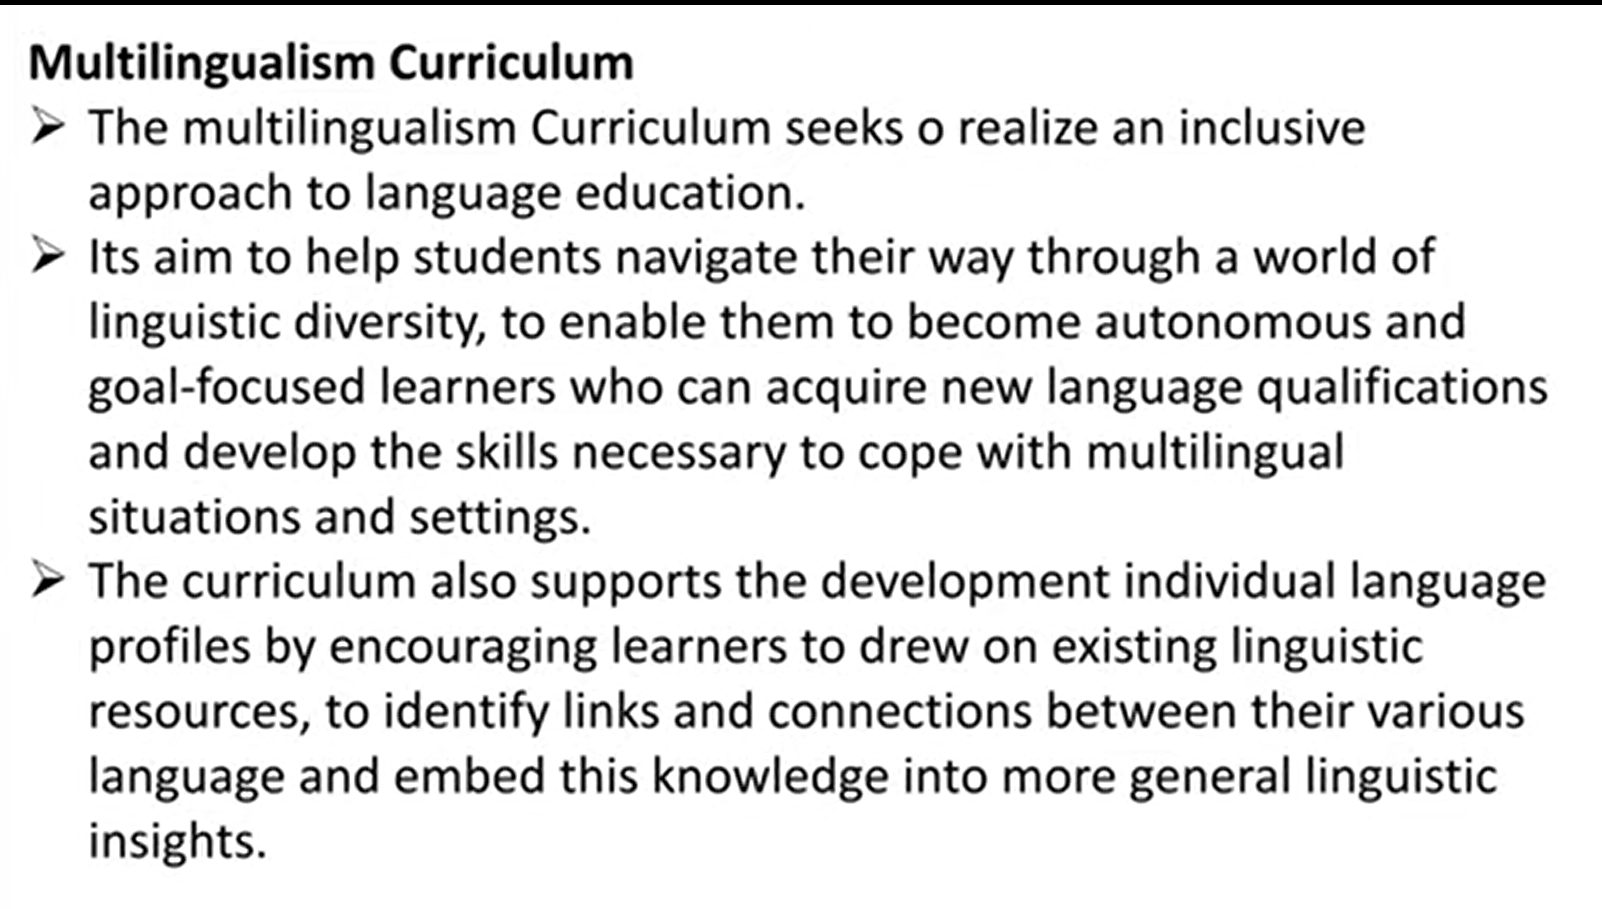 Multilingualism Curriculum
➢ The multilingualism Curriculum seeks o realize an inclusive
approach to language education.
➢ Its aim to help students navigate their way through a world of
linguistic diversity, to enable them to become autonomous and
goal-focused learners who can acquire new language qualifications
and develop the skills necessary to cope with multilingual
situations and settings.
➢ The curriculum also supports the development individual language
profiles by encouraging learners to drew on existing linguistic
resources, to identify links and connections between their various
language and embed this knowledge into more general linguistic
insights.